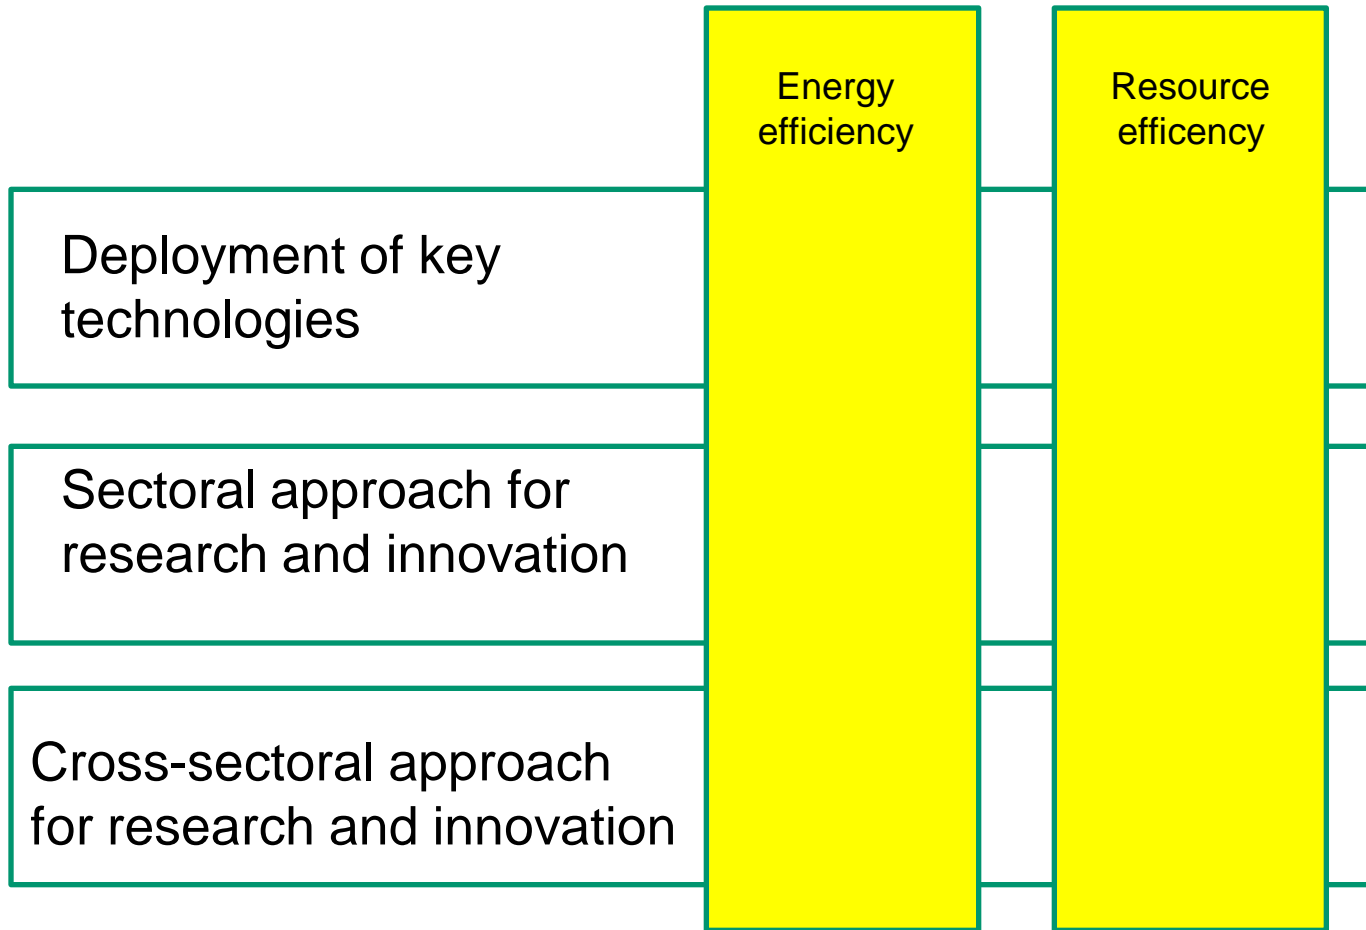 Energy
efficiency
Resource
efficency
Deployment of key
technologies
Sectoral approach for
research and innovation
Cross-sectoral approach
for research and innovation